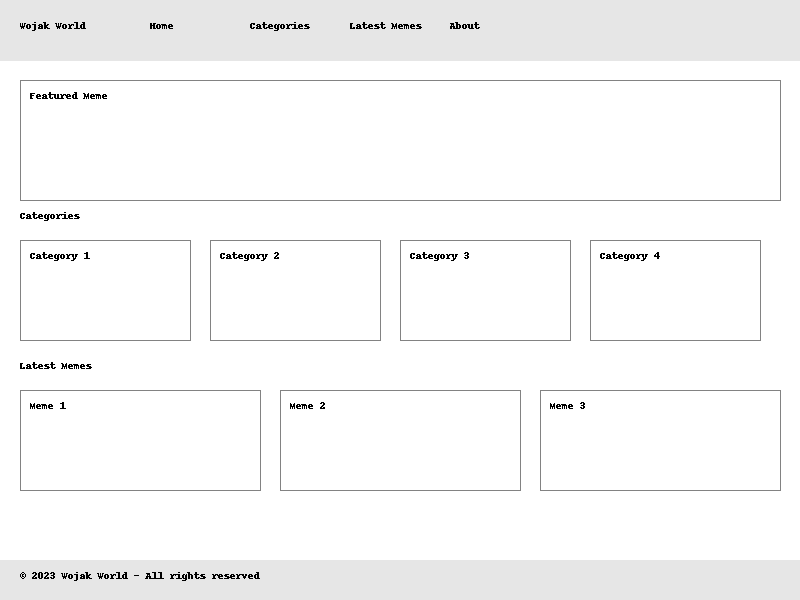 Wojak World Home Categories Latest Memes About
Featured Meme
Categories
Category 1 Category 2 Category 3 Category 4
Latest Memes
Meme 1 Meme 2 Meme 3
© 2023 Wojak World - All rights reserved